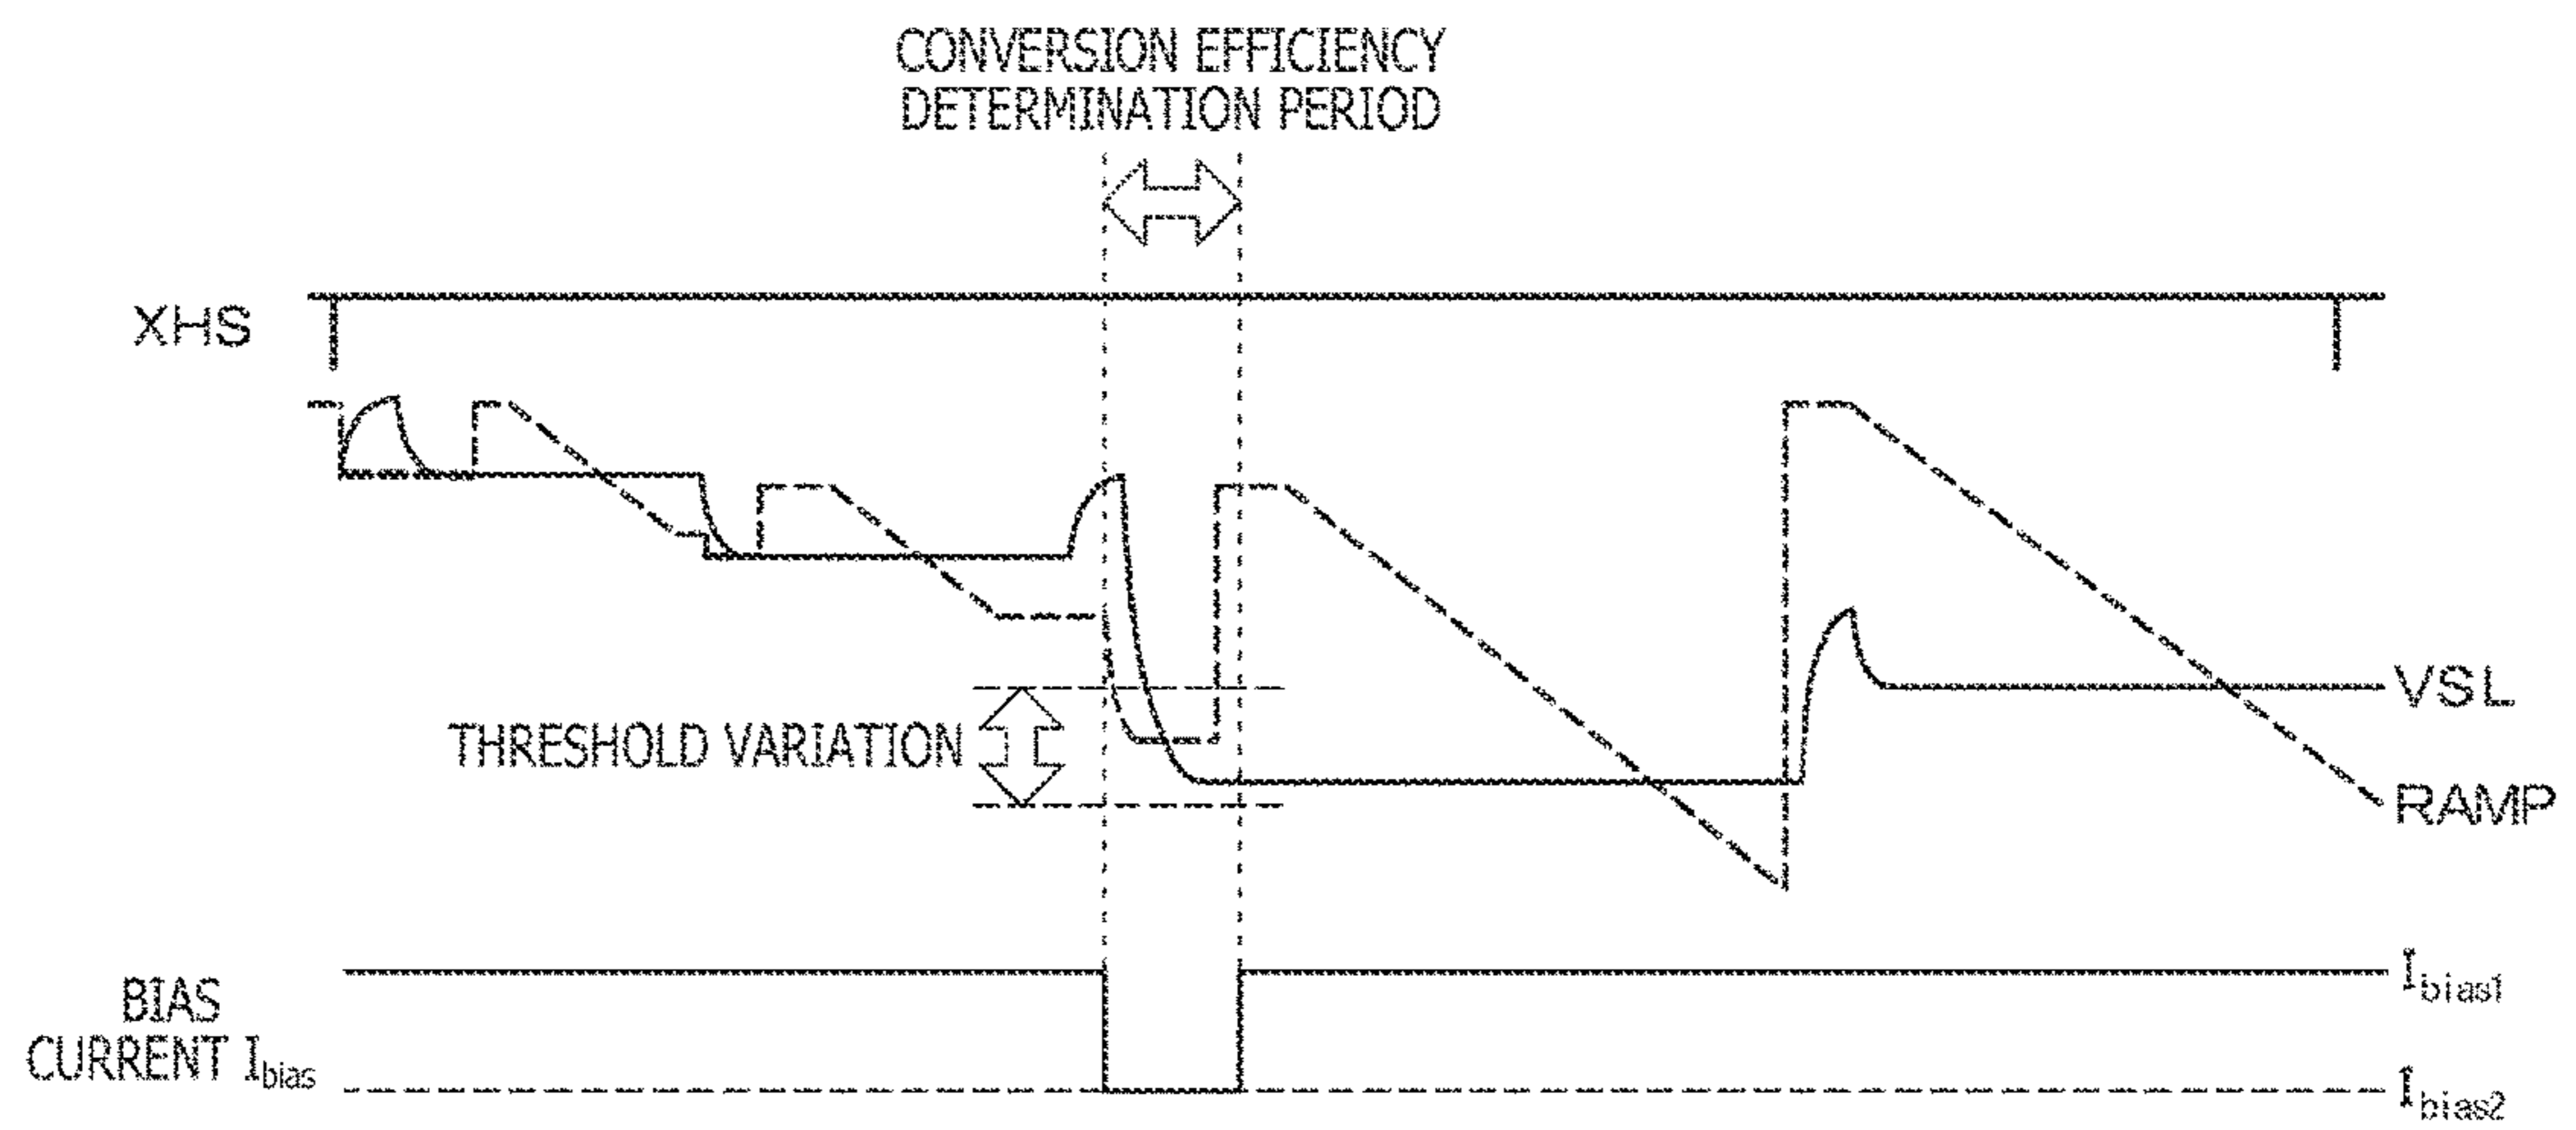 CONVERSION EFFICIENCY
DETERMINATION PERIOD
XHS
VSL
THRESHOLD VARIATION
RAMP
BIAS
CURRENT Ibias
Ibias1
Ibias2